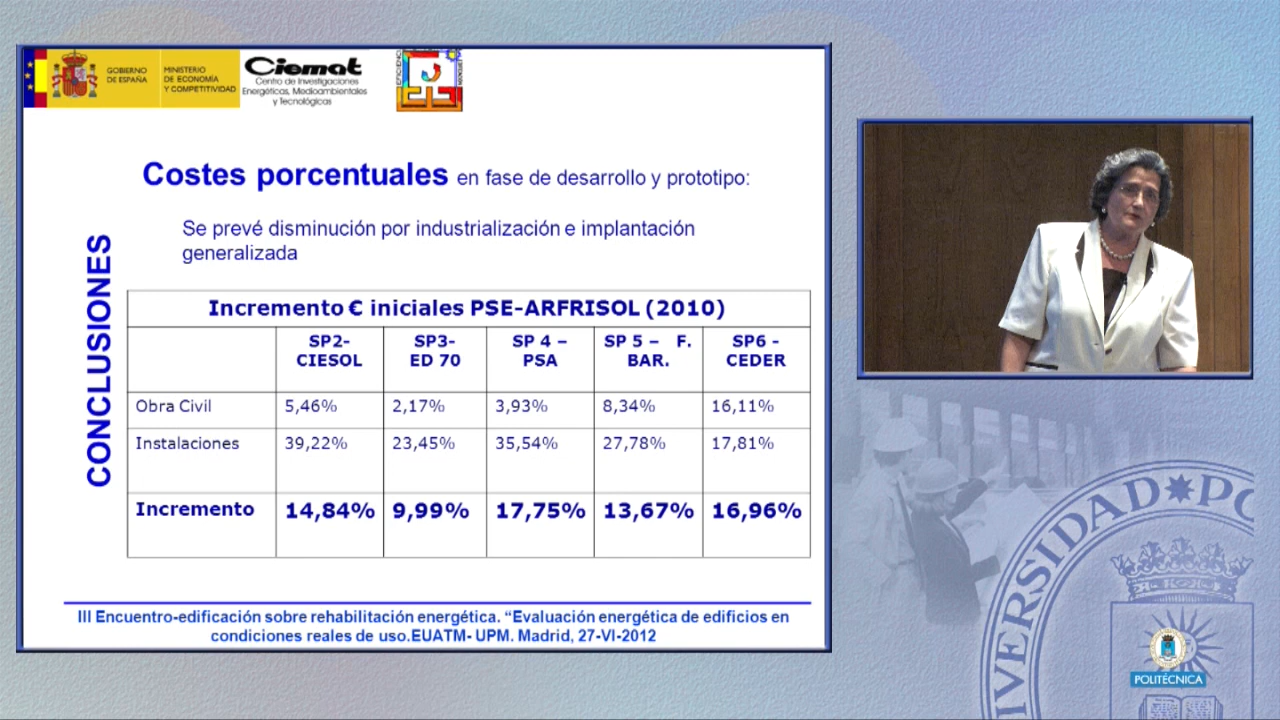 GOBIERNO
DE ESPAÑA
MINISTERIO
DE ECONOMÍA
Y COMPETITIVIDAD
Ciemat
Centro de Investigaciones
Energéticas, Medioambientales
y Tecnológicas
Costes porcentuales en fase de desarrollo y prototipo:
Se prevé disminución por industrialización e implantación
generalizada
CONCLUSIONES
Incremento € iniciales PSE-ARFRISOL (2010)
SP2- SP3- SP 4 – SP 5 – F. SP6 -
CIESOL ED 70 PSA BAR. CEDER
Obra Civil 5,46% 2,17% 3,93% 8,34% 16,11%
Instalaciones 39,22% 23,45% 35,54% 27,78% 17,81%
Incremento 14,84% 9,99% 17,75% 13,67% 16,96%
III Encuentro-edificación sobre rehabilitación energética. “Evaluación energética de edificios en
condiciones reales de uso.EUATM- UPM. Madrid, 27-VI-2012
IVERSIDAD PO
POLITÉCNICA